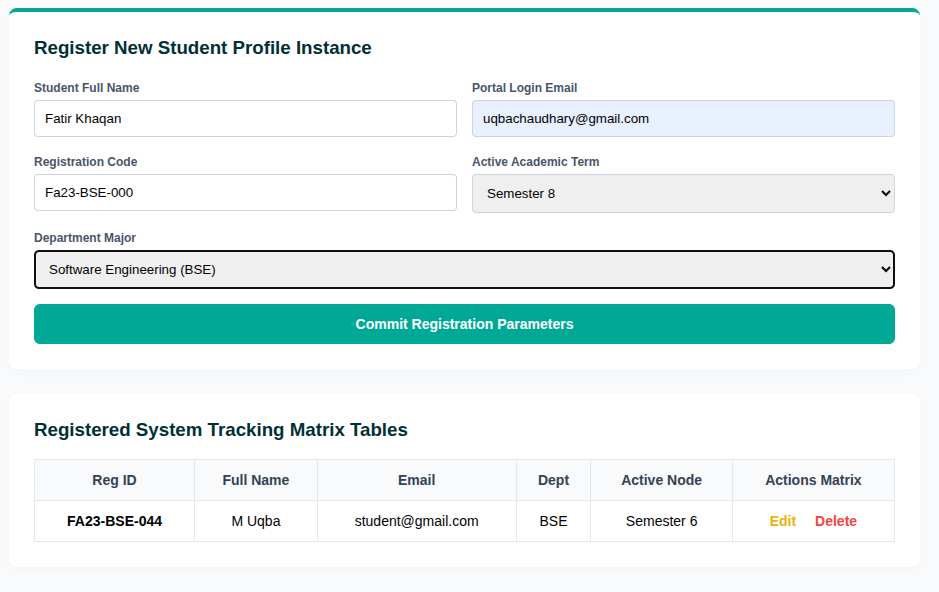 Register New Student Profile Instance
Student Full Name Portal Login Email
Fatir Khaqan uqbachaudhary@gmail.com
Registration Code Active Academic Term
Fa23-BSE-000 Semester 8
Department Major
Software Engineering (BSE)
Commit Registration Parameters
Registered System Tracking Matrix Tables
Reg ID Full Name Email Dept Active Node Actions Matrix
FA23-BSE-044 M Uqba student@gmail.com BSE Semester 6 Edit Delete